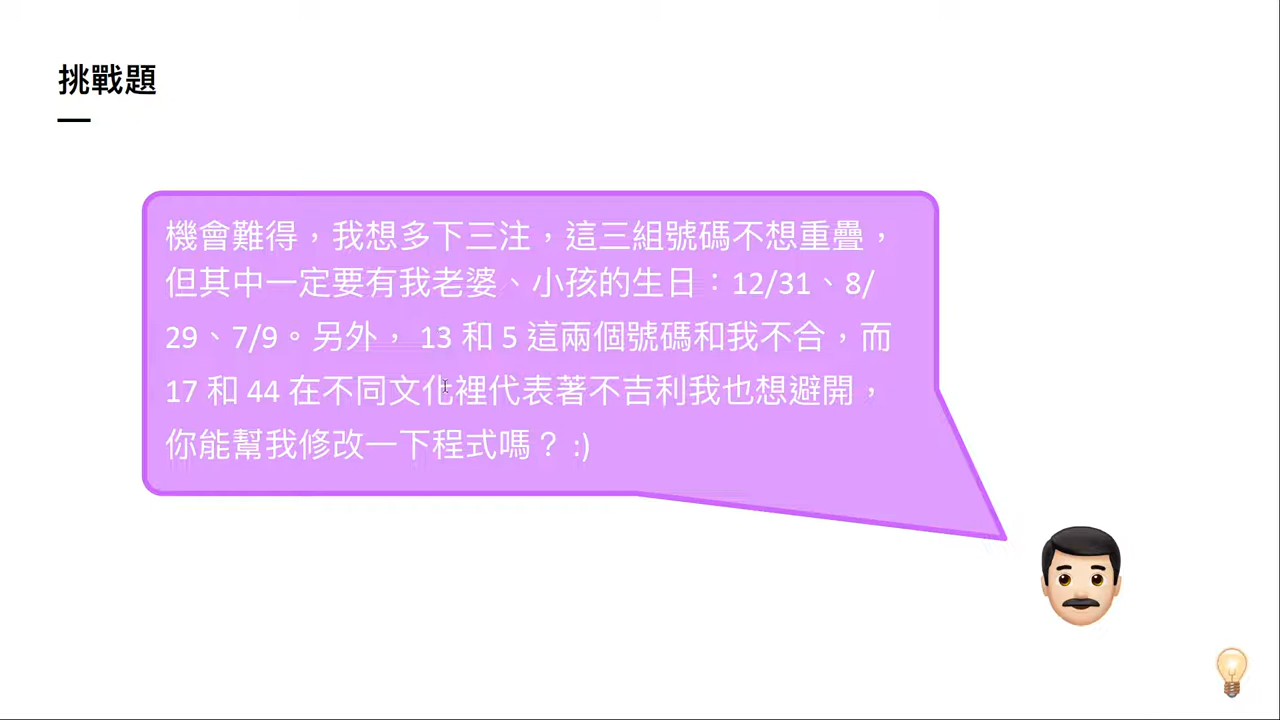 挑戰題
機會難得，我想多下三注，這三組號碼不想重疊，
但其中一定要有我老婆、小孩的生日：12/31、8/
29、7/9。另外， 13 和 5 這兩個號碼和我不合，而
17 和 44 在不同文化裡代表著不吉利我也想避開，
你能幫我修改一下程式嗎？ :)